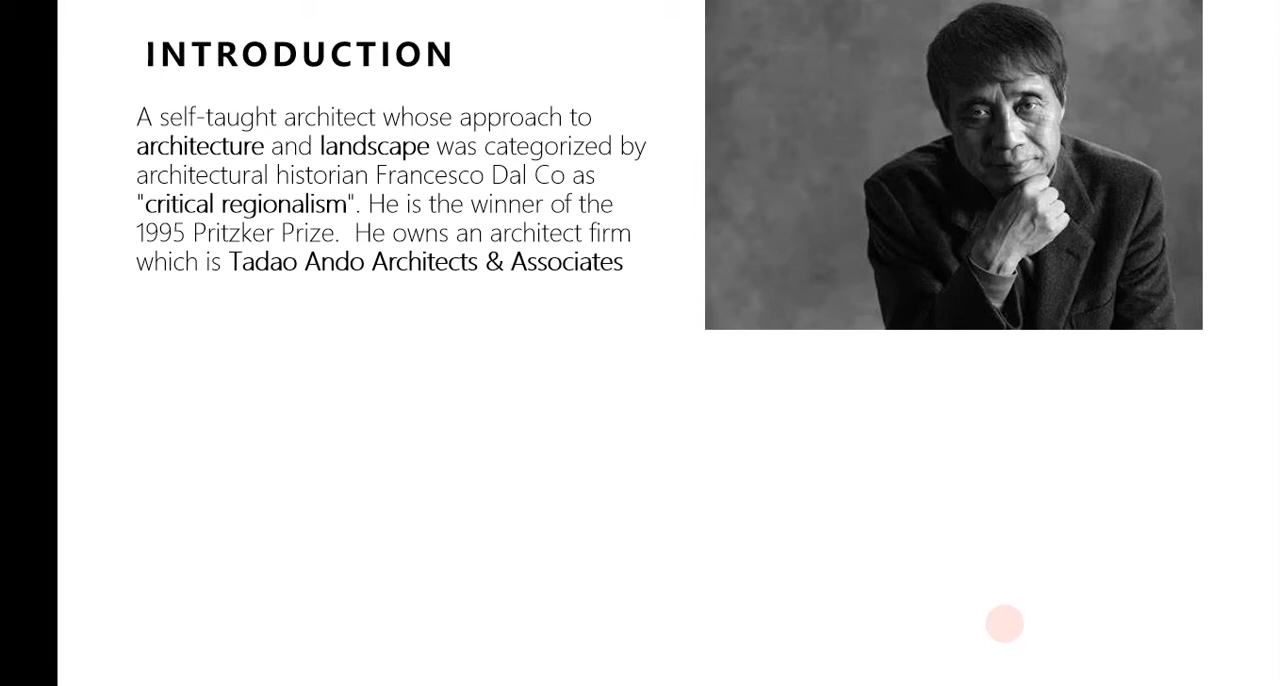 INTRODUCTION
A self-taught architect whose approach to
architecture and landscape was categorized by
architectural historian Francesco Dal Co as
"critical regionalism". He is the winner of the
1995 Pritzker Prize.  He owns an architect firm
which is Tadao Ando Architects & Associates